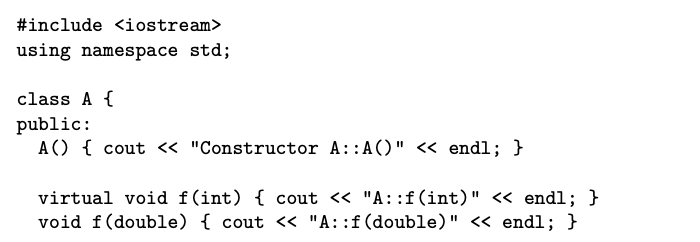 #include <iostream>
using namespace std;

class A {
public:
  A() { cout << "Constructor A::A()" << endl; }

  virtual void f(int) { cout << "A::f(int)" << endl; }
  void f(double) { cout << "A::f(double)" << endl; }